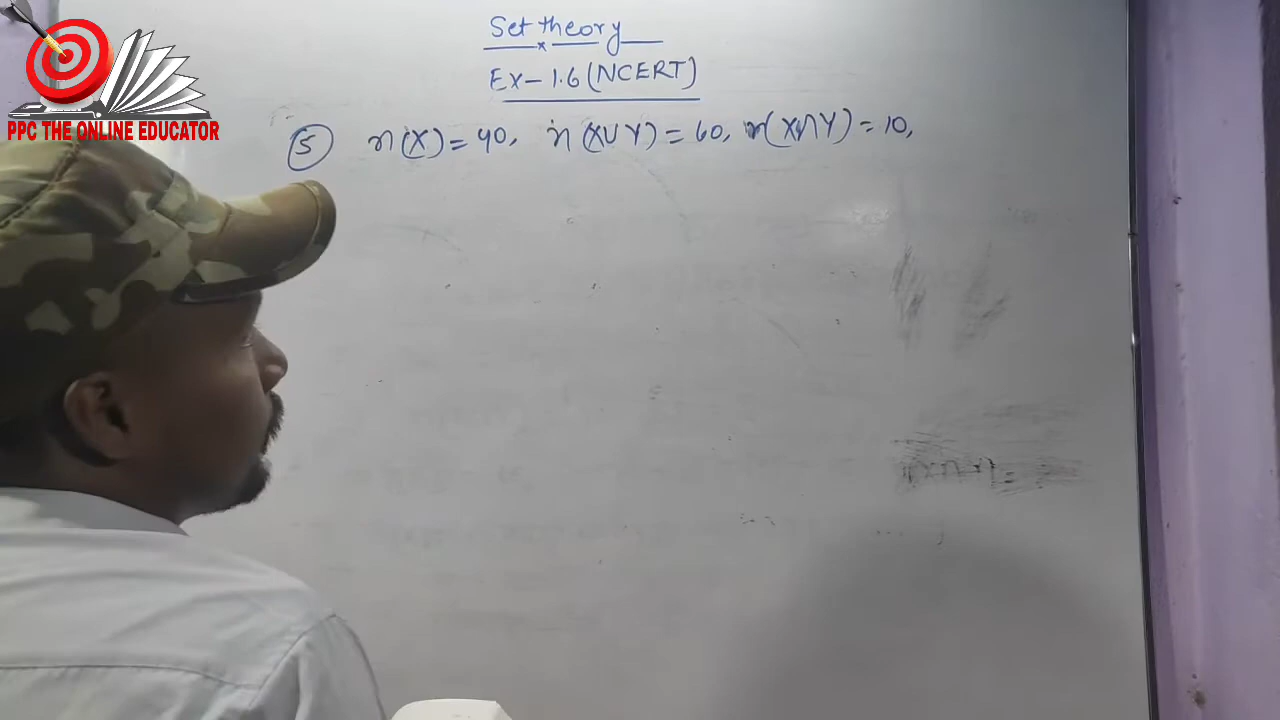 Set theory
Ex-1.6 (NCERT)
PPC THE ONLINE EDUCATOR
5 n(X) = 40, n(X∪Y) = 60, n(X∩Y) = 10,